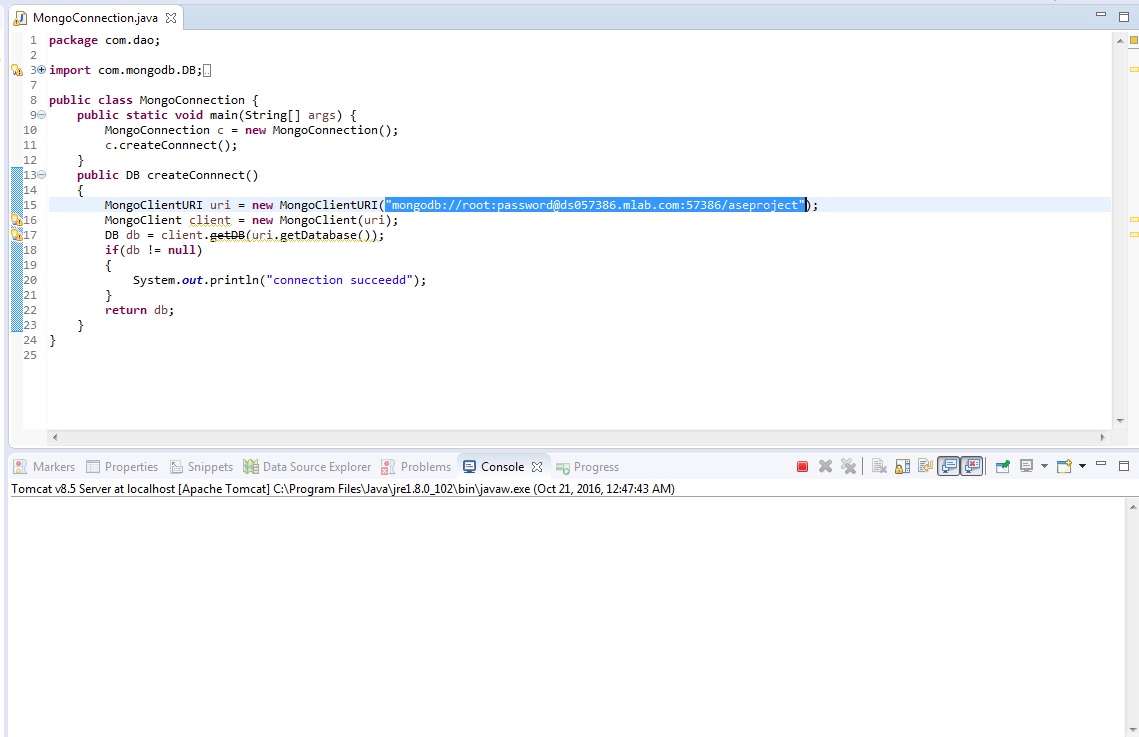 MongoConnection.java
1 package com.dao;
2
3 import com.mongodb.DB;
7
8 public class MongoConnection {
9 public static void main(String[] args) {
10 MongoConnection c = new MongoConnection();
11 c.createConnnect();
12 }
13 public DB createConnnect()
14 {
15 MongoClientURI uri = new MongoClientURI("mongodb://root:password@ds057386.mlab.com:57386/aseproject");
16 MongoClient client = new MongoClient(uri);
17 DB db = client.getDB(uri.getDatabase());
18 if(db != null)
19 {
20 System.out.println("connection succeedd");
21 }
22 return db;
23 }
24 }
25
Markers Properties Snippets Data Source Explorer Problems Console Progress
Tomcat v8.5 Server at localhost [Apache Tomcat] C:\Program Files\Java\jre1.8.0_102\bin\javaw.exe (Oct 21, 2016, 12:47:43 AM)